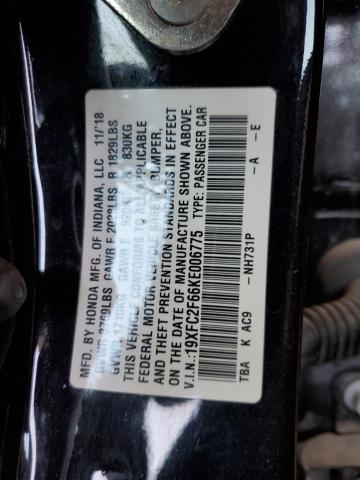 MFD. BY HONDA MFG. OF INDIANA, LLC 11/'18
GVWR 3769LBS GAWR F 2028LBS R 1829LBS
GVWR 1710KG GAWR F 920KG R 830KG
THIS VEHICLE CONFORMS TO ALL APPLICABLE
FEDERAL MOTOR VEHICLE SAFETY, BUMPER,
AND THEFT PREVENTION STANDARDS IN EFFECT
ON THE DATE OF MANUFACTURE SHOWN ABOVE.
V.I.N.:19XFC2F66KE006775 TYPE: PASSENGER CAR
TBA K AC9 -NH731P -A -E